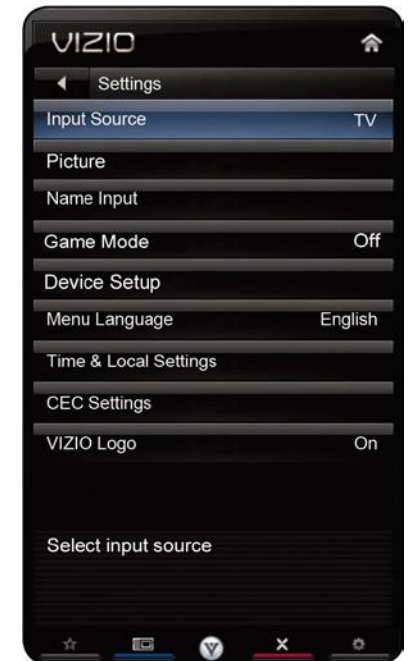 VIZIO
Settings
Input Source TV
Picture
Name Input
Game Mode Off
Device Setup
Menu Language English
Time & Local Settings
CEC Settings
VIZIO Logo On
Select input source
V